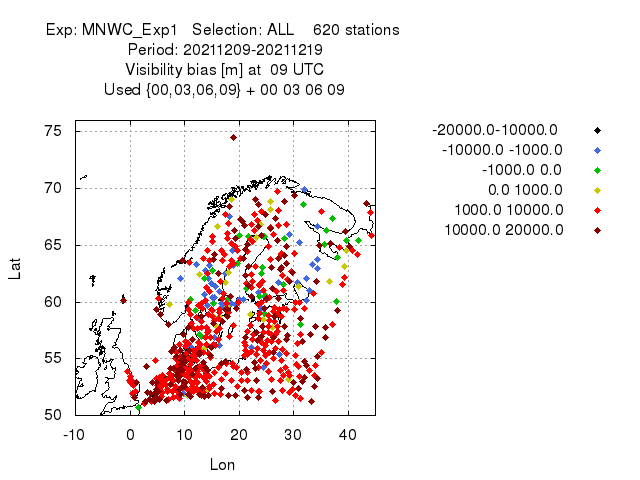 Exp: MNWC_Exp1 Selection: ALL 620 stations
Period: 20211209-20211219
Visibility bias [m] at 09 UTC
Used {00,03,06,09} + 00 03 06 09
-20000.0-10000.0
-10000.0 -1000.0
-1000.0 0.0
0.0 1000.0
1000.0 10000.0
10000.0 20000.0
75
70
65
60
55
50
Lat
-10 0 10 20 30 40
Lon